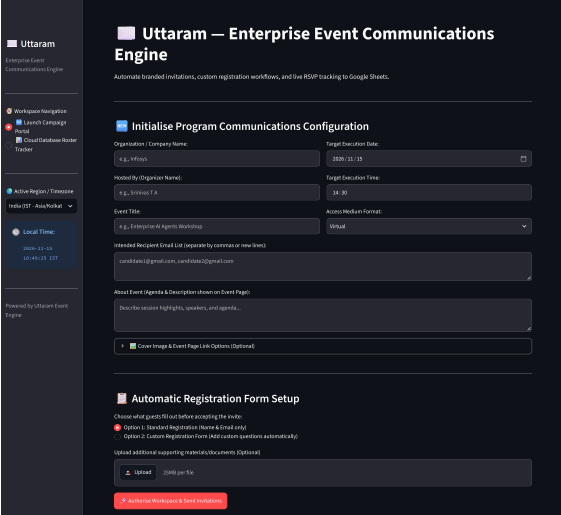 Uttaram
Enterprise Event
Communications Engine
Workspace Navigation
Launch Campaign
Portal
Cloud Database Roster
Tracker
Active Region / Timezone
India (IST - Asia/Kolkat
Local Time:
2026-11-15
IST
Powered by Uttaram Event
Engine
Uttaram — Enterprise Event Communications
Engine
Automate branded invitations, custom registration workflows, and live RSVP tracking to Google Sheets.
Initialise Program Communications Configuration
Organization / Company Name:
e.g., Infosys
Target Execution Date:
2026/11/15
Hosted By (Organizer Name):
e.g., Srinivas T A
Target Execution Time:
14:30
Event Title:
e.g., Enterprise AI Agents Workshop
Access Medium Format:
Virtual
Intended Recipient Email List (separate by commas or new lines):
candidate1@gmail.com, candidate2@gmail.com
About Event (Agenda & Description shown on Event Page):
Describe session highlights, speakers, and agenda...
Cover Image & Event Page Link Options (Optional)
Automatic Registration Form Setup
Choose what guests fill out before accepting the invite:
Option 1: Standard Registration (Name & Email only)
Option 2: Custom Registration Form (Add custom questions automatically)
Upload additional supporting materials/documents (Optional)
Upload
25MB per file
Authorise Workspace & Send Invitations